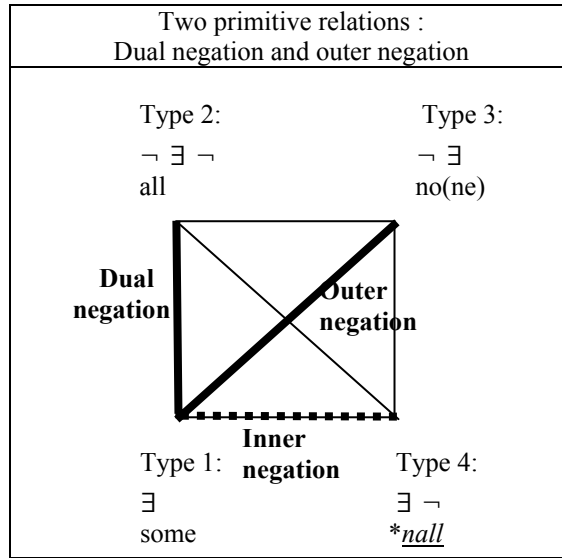 Two primitive relations :
Dual negation and outer negation
Type 2: Type 3:
¬ ∃ ¬ ¬ ∃
all no(ne)
Dual negation
Outer negation
Inner negation
Type 1: Type 4:
∃ ∃ ¬
some *nall